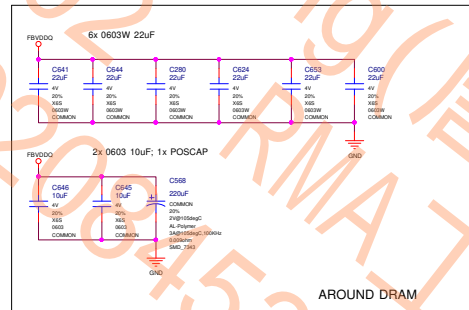 6x 0603W 22uF
FBVDDQ
C641
22uF
4V
20%
X6S
0603W
COMMON
C644
22uF
4V
20%
X6S
0603W
COMMON
C280
22uF
4V
20%
X6S
0603W
COMMON
C624
22uF
4V
20%
X6S
0603W
COMMON
C653
22uF
4V
20%
X6S
0603W
COMMON
C600
22uF
4V
20%
X6S
0603W
COMMON
GND
2x 0603 10uF; 1x POSCAP
FBVDDQ
C646
10uF
4V
20%
X6S
0603
COMMON
C645
10uF
4V
20%
X6S
0603
COMMON
C568
220uF
COMMON
20%
2V@105degC
AL-Polymer
3A@105degC,100KHz
0.009ohm
SMD_7343
GND
AROUND DRAM